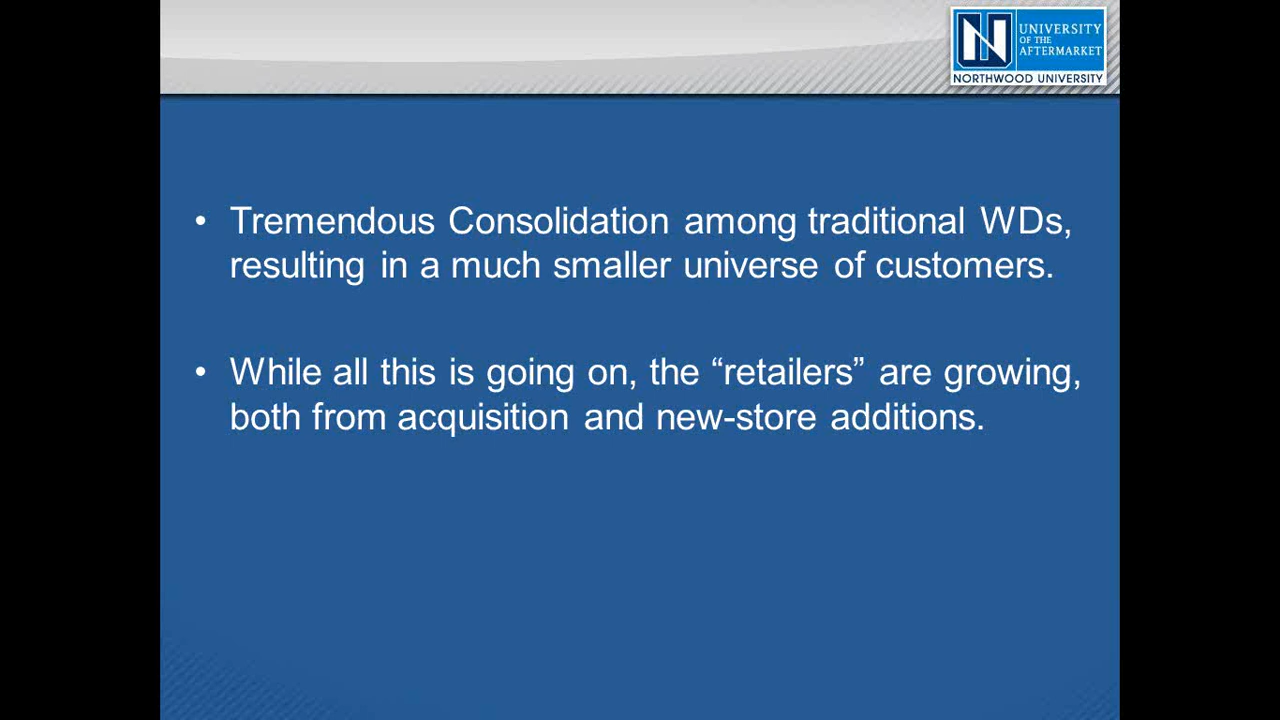 N
UNIVERSITY
OF THE
AFTERMARKET
NORTHWOOD UNIVERSITY
• Tremendous Consolidation among traditional WDs,
resulting in a much smaller universe of customers.
• While all this is going on, the “retailers” are growing,
both from acquisition and new-store additions.